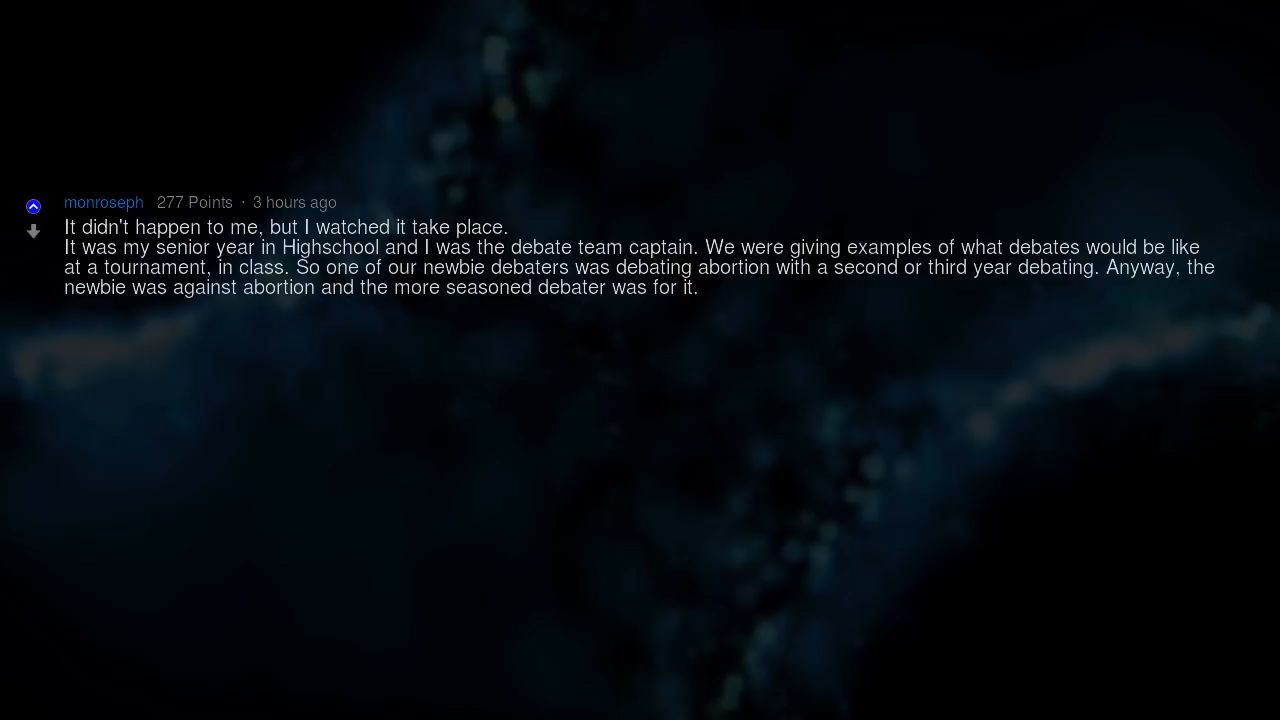 monroseph 277 Points · 3 hours ago
It didn't happen to me, but I watched it take place.
It was my senior year in Highschool and I was the debate team captain. We were giving examples of what debates would be like
at a tournament, in class. So one of our newbie debaters was debating abortion with a second or third year debating. Anyway, the
newbie was against abortion and the more seasoned debater was for it.